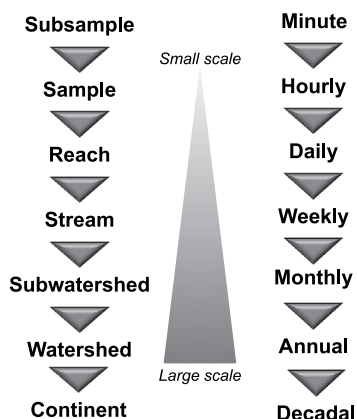 Subsample
Sample
Reach
Stream
Subwatershed
Watershed
Continent
Small scale
Large scale
Minute
Hourly
Daily
Weekly
Monthly
Annual
Decadal